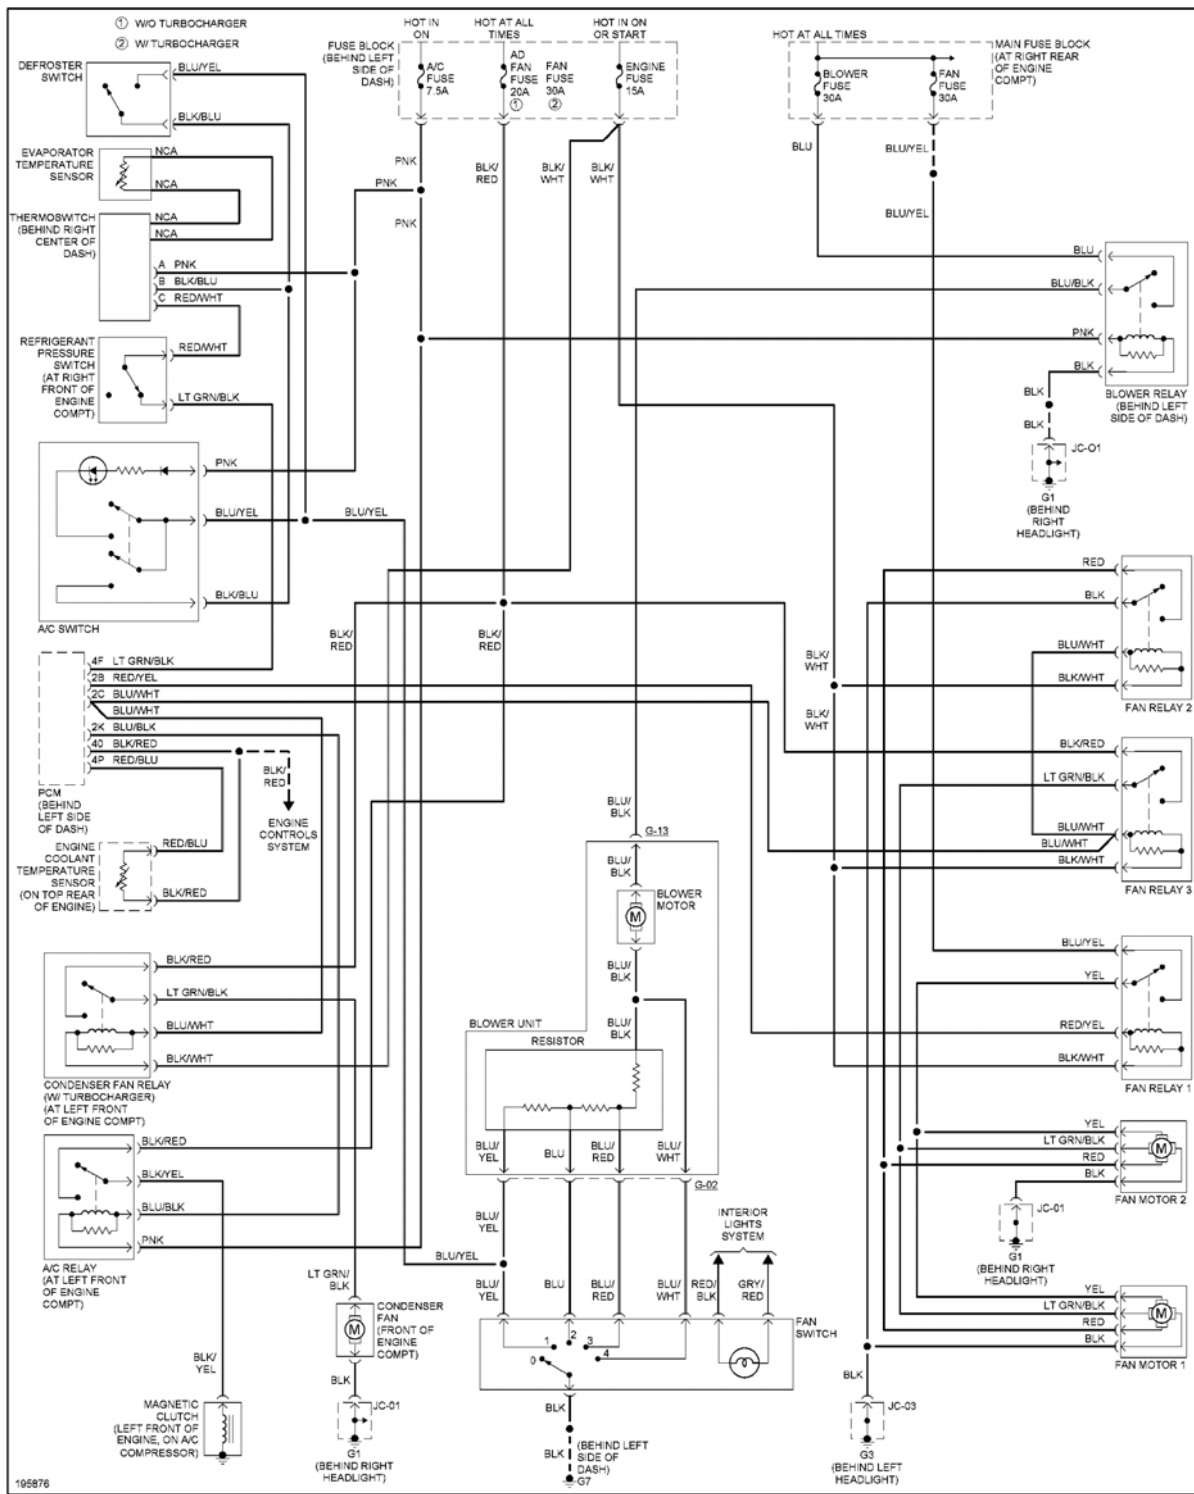 ① W/O TURBOCHARGER
② W/ TURBOCHARGER
HOT IN
ON
HOT AT ALL
TIMES
HOT IN ON
OR START
HOT AT ALL TIMES
FUSE BLOCK
(BEHIND LEFT
SIDE OF
DASH)
A/C
FUSE
7.5A
AD
FAN
FUSE
20A
①
FAN
FUSE
30A
②
ENGINE
FUSE
15A
BLOWER
FUSE
30A
FAN
FUSE
30A
MAIN FUSE BLOCK
(AT RIGHT REAR
OF ENGINE
COMPT)
DEFROSTER
SWITCH
BLU/YEL
BLK/BLU
EVAPORATOR
TEMPERATURE
SENSOR
NCA
NCA
THERMOSWITCH
(BEHIND RIGHT
CENTER OF
DASH)
NCA
NCA
A PNK
B BLK/BLU
C RED/WHT
PNK
PNK
PNK
BLK/
RED
BLK/
WHT
BLK/
WHT
BLU
BLU/YEL
BLU/YEL
REFRIGERANT
PRESSURE
SWITCH
(AT RIGHT
FRONT OF
ENGINE
COMPT)
RED/WHT
LT GRN/BLK
BLU
BLU/BLK
PNK
BLK
BLOWER RELAY
(BEHIND LEFT
SIDE OF DASH)
BLK
BLK
JC-O1
G1
(BEHIND
RIGHT
HEADLIGHT)
PNK
BLU/YEL
BLU/YEL
BLK/BLU
A/C SWITCH
RED
BLK
BLU/WHT
BLK/WHT
FAN RELAY 2
BLK/
RED
BLK/
RED
BLK/
WHT
BLK/
WHT
4F LT GRN/BLK
2B RED/YEL
2C BLU/WHT
BLU/WHT
2K BLU/BLK
40 BLK/RED
4P RED/BLU
PCM
(BEHIND
LEFT SIDE
OF DASH)
BLK/
RED
ENGINE
CONTROLS
SYSTEM
BLK/RED
LT GRN/BLK
BLU/WHT
BLU/WHT
BLK/WHT
FAN RELAY 3
ENGINE
COOLANT
TEMPERATURE
SENSOR
(ON TOP REAR
OF ENGINE)
RED/BLU
BLK/RED
BLU/
BLK
G-13
BLU/
BLK
BLOWER
MOTOR
M
BLU/
BLK
BLU/
BLK
BLOWER UNIT
RESISTOR
BLK/RED
LT GRN/BLK
BLU/WHT
BLK/WHT
CONDENSER FAN RELAY
(W/ TURBOCHARGER)
(AT LEFT FRONT
OF ENGINE COMPT)
BLU/YEL
YEL
RED/YEL
BLK/WHT
FAN RELAY 1
BLK/RED
BLK/YEL
BLU/BLK
PNK
A/C RELAY
(AT LEFT FRONT
OF ENGINE
COMPT)
BLU/
YEL
BLU
BLU/
RED
BLU/
WHT
G-02
YEL
LT GRN/BLK
RED
BLK
M
FAN MOTOR 2
JC-01
G1
(BEHIND RIGHT
HEADLIGHT)
BLU/
YEL
BLU/YEL
BLU/
YEL
BLU
BLU/
RED
BLU/
WHT
INTERIOR
LIGHTS
SYSTEM
RED/
BLK
GRY/
RED
LT GRN/
BLK
CONDENSER
FAN
(FRONT OF
ENGINE
COMPT)
M
FAN
SWITCH
0
1
2
3
4
YEL
LT GRN/BLK
RED
BLK
M
FAN MOTOR 1
BLK/
YEL
MAGNETIC
CLUTCH
(LEFT FRONT OF
ENGINE, ON A/C
COMPRESSOR)
BLK
JC-01
G1
(BEHIND RIGHT
HEADLIGHT)
BLK
BLK
(BEHIND LEFT
SIDE OF
DASH)
G7
BLK
JC-03
G3
(BEHIND LEFT
HEADLIGHT)
195876